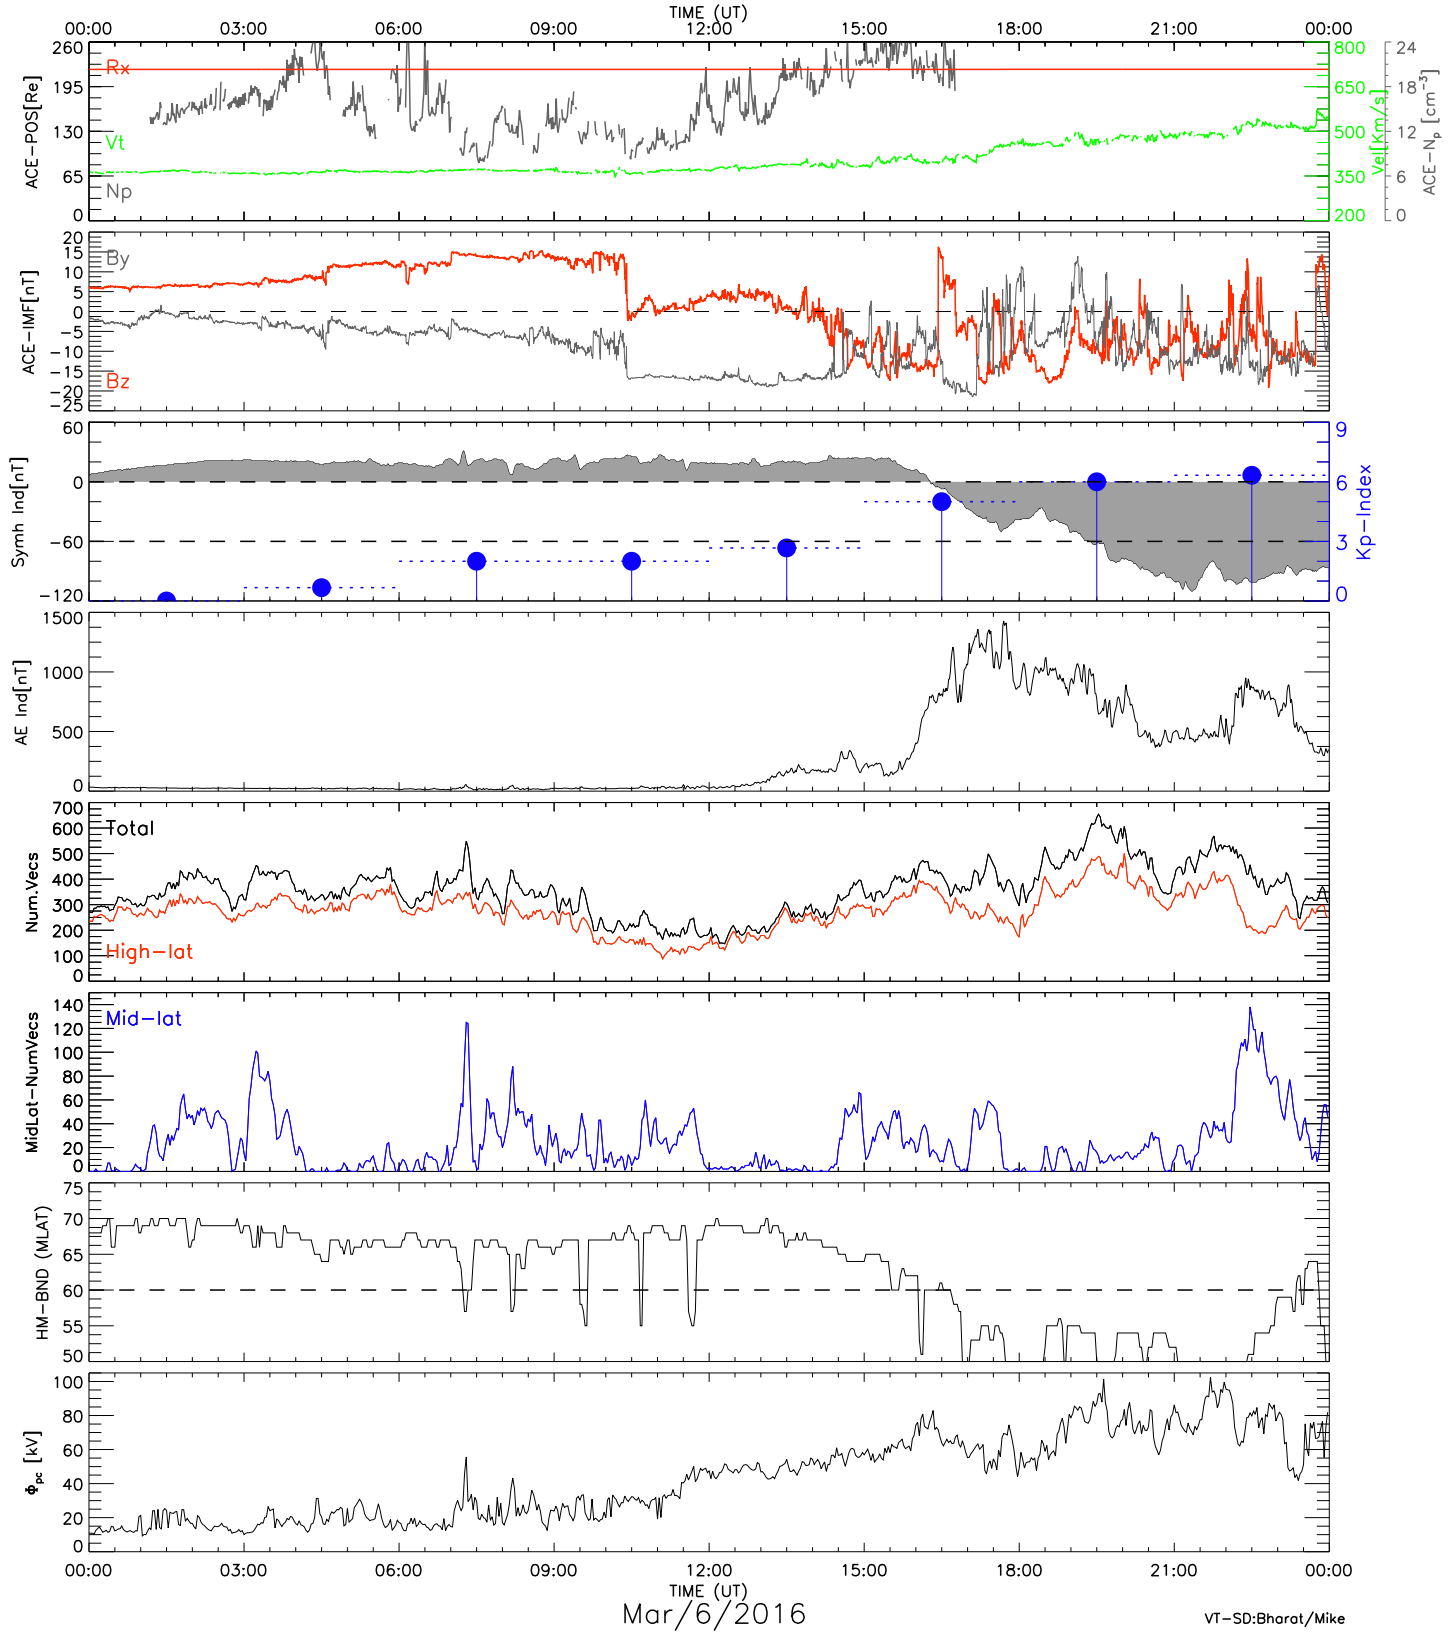 TIME (UT)
00:00 03:00 06:00 09:00 12:00 15:00 18:00 21:00 00:00
260 195 130 65 0
ACE-POS[Re]
Rx
Vt
Np
800 650 500 350 200
Vel[Km/s]
24 18 12 6 0
ACE-Np [cm⁻³]
20 15 10 5 0 -5 -10 -15 -20 -25
ACE-IMF[nT]
By
Bz
60 0 -60 -120
Symh Ind[nT]
9 6 3 0
Kp-Index
1500 1000 500 0
AE Ind[nT]
700 600 500 400 300 200 100 0
Num.Vecs
Total
High-lat
140 120 100 80 60 40 20 0
MidLat-NumVecs
Mid-lat
75 70 65 60 55 50
HM-BND (MLAT)
100 80 60 40 20 0
Φpc [kV]
00:00 03:00 06:00 09:00 12:00 15:00 18:00 21:00 00:00
TIME (UT)
Mar/6/2016
VT-SD:Bharat/Mike